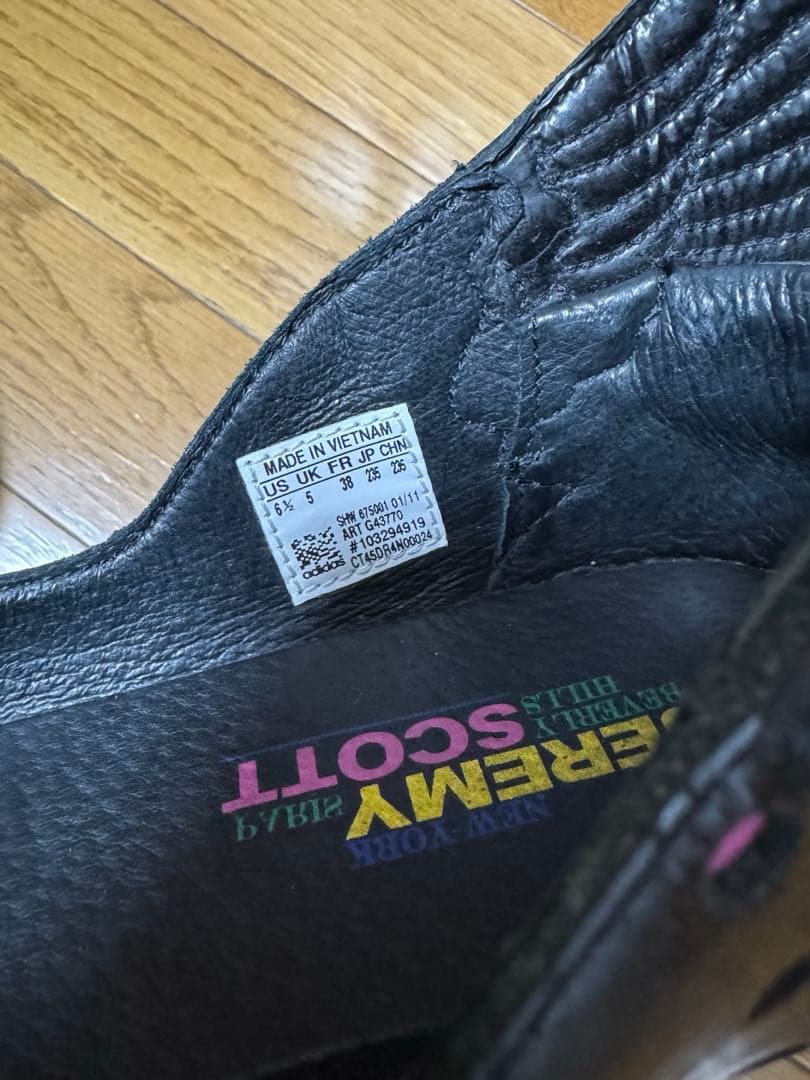 MADE IN VIETNAM
US UK FR JP CHN
6½ 5 38 235 235
SHW 675001 01/11
ART G43770
#103294919
CT45DR4N00024
adidas
NEW-YORK
JEREMY
PARIS
SCOTT
BEVERLY
HILLS